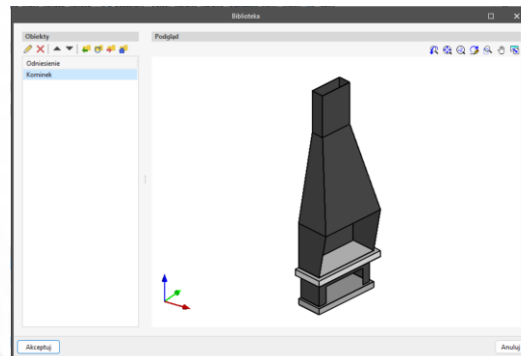 Biblioteka
Obiekty
Podgląd
Odniesienie
Kominek
Akceptuj
Anuluj